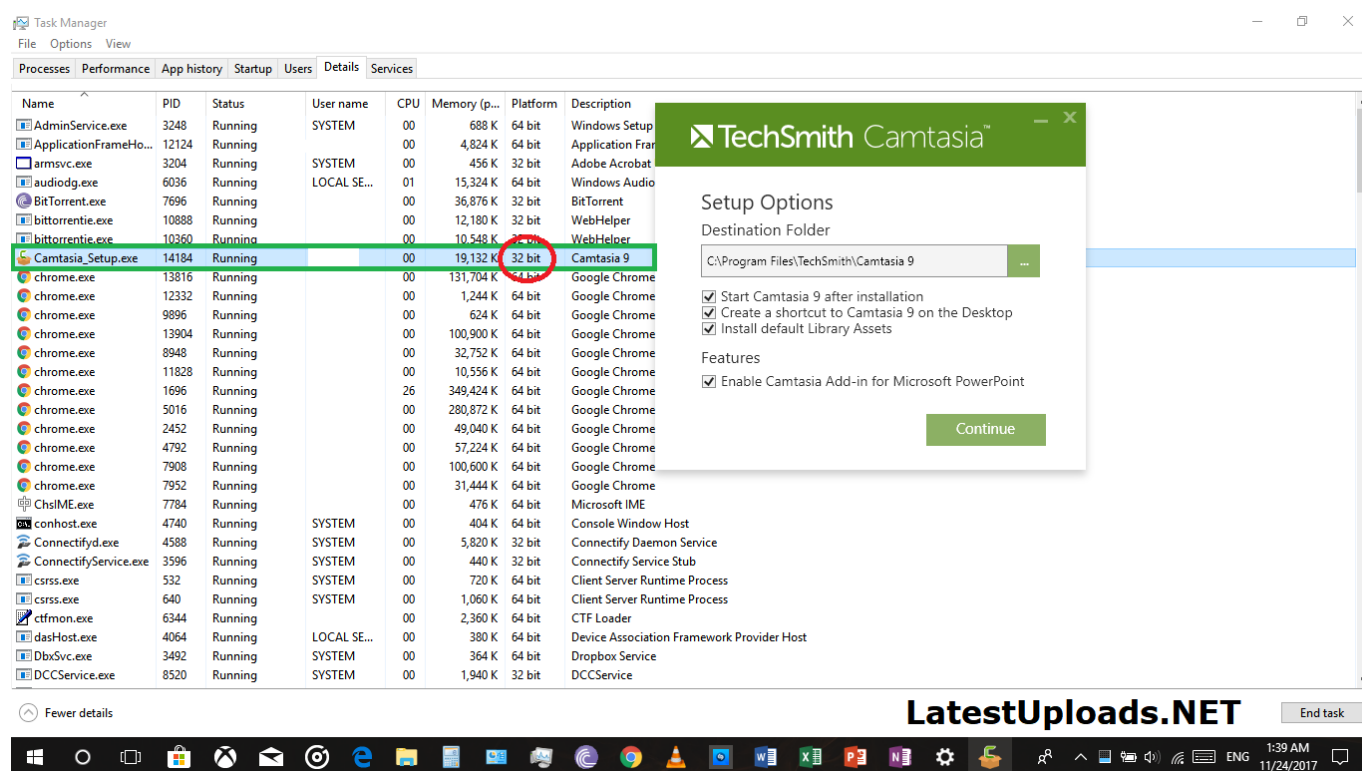 Task Manager
File Options View
Processes Performance App history Startup Users Details Services
Name PID Status User name CPU Memory (p... Platform Description
AdminService.exe 3248 Running SYSTEM 00 688 K 64 bit Windows Setup
ApplicationFrameHo... 12124 Running 00 4,824 K 64 bit Application Fran
armsvc.exe 3204 Running SYSTEM 00 456 K 32 bit Adobe Acrobat
audiodg.exe 6036 Running LOCAL SE... 01 15,324 K 64 bit Windows Audio
BitTorrent.exe 7696 Running 00 36,876 K 32 bit BitTorrent
bittorrentie.exe 10888 Running 00 12,180 K 32 bit WebHelper
bittorrentie.exe 10360 Running 00 10,548 K 32 bit WebHelper
Camtasia_Setup.exe 14184 Running 00 19,132 K 32 bit Camtasia 9
chrome.exe 13816 Running 00 131,704 K 64 bit Google Chrome
chrome.exe 12332 Running 00 1,244 K 64 bit Google Chrome
chrome.exe 9896 Running 00 624 K 64 bit Google Chrome
chrome.exe 13904 Running 00 100,900 K 64 bit Google Chrome
chrome.exe 8948 Running 00 32,752 K 64 bit Google Chrome
chrome.exe 11828 Running 00 10,556 K 64 bit Google Chrome
chrome.exe 1696 Running 26 349,424 K 64 bit Google Chrome
chrome.exe 5016 Running 00 280,872 K 64 bit Google Chrome
chrome.exe 2452 Running 00 49,040 K 64 bit Google Chrome
chrome.exe 4792 Running 00 57,224 K 64 bit Google Chrome
chrome.exe 7908 Running 00 100,600 K 64 bit Google Chrome
chrome.exe 7952 Running 00 31,444 K 64 bit Google Chrome
ChsIME.exe 7784 Running 00 476 K 64 bit Microsoft IME
conhost.exe 4740 Running SYSTEM 00 404 K 64 bit Console Window Host
Connectifyd.exe 4588 Running SYSTEM 00 5,820 K 32 bit Connectify Daemon Service
ConnectifyService.exe 3596 Running SYSTEM 00 440 K 32 bit Connectify Service Stub
csrss.exe 532 Running SYSTEM 00 720 K 64 bit Client Server Runtime Process
csrss.exe 640 Running SYSTEM 00 1,060 K 64 bit Client Server Runtime Process
ctfmon.exe 6344 Running 00 2,360 K 64 bit CTF Loader
dasHost.exe 4064 Running LOCAL SE... 00 380 K 64 bit Device Association Framework Provider Host
DbxSvc.exe 3492 Running SYSTEM 00 364 K 64 bit Dropbox Service
DCCService.exe 8520 Running SYSTEM 00 1,940 K 32 bit DCCService
TechSmith Camtasia™
Setup Options
Destination Folder
C:\Program Files\TechSmith\Camtasia 9 ...
Start Camtasia 9 after installation
Create a shortcut to Camtasia 9 on the Desktop
Install default Library Assets
Features
Enable Camtasia Add-in for Microsoft PowerPoint
Continue
Fewer details
LatestUploads.NET
End task
ENG
1:39 AM
11/24/2017